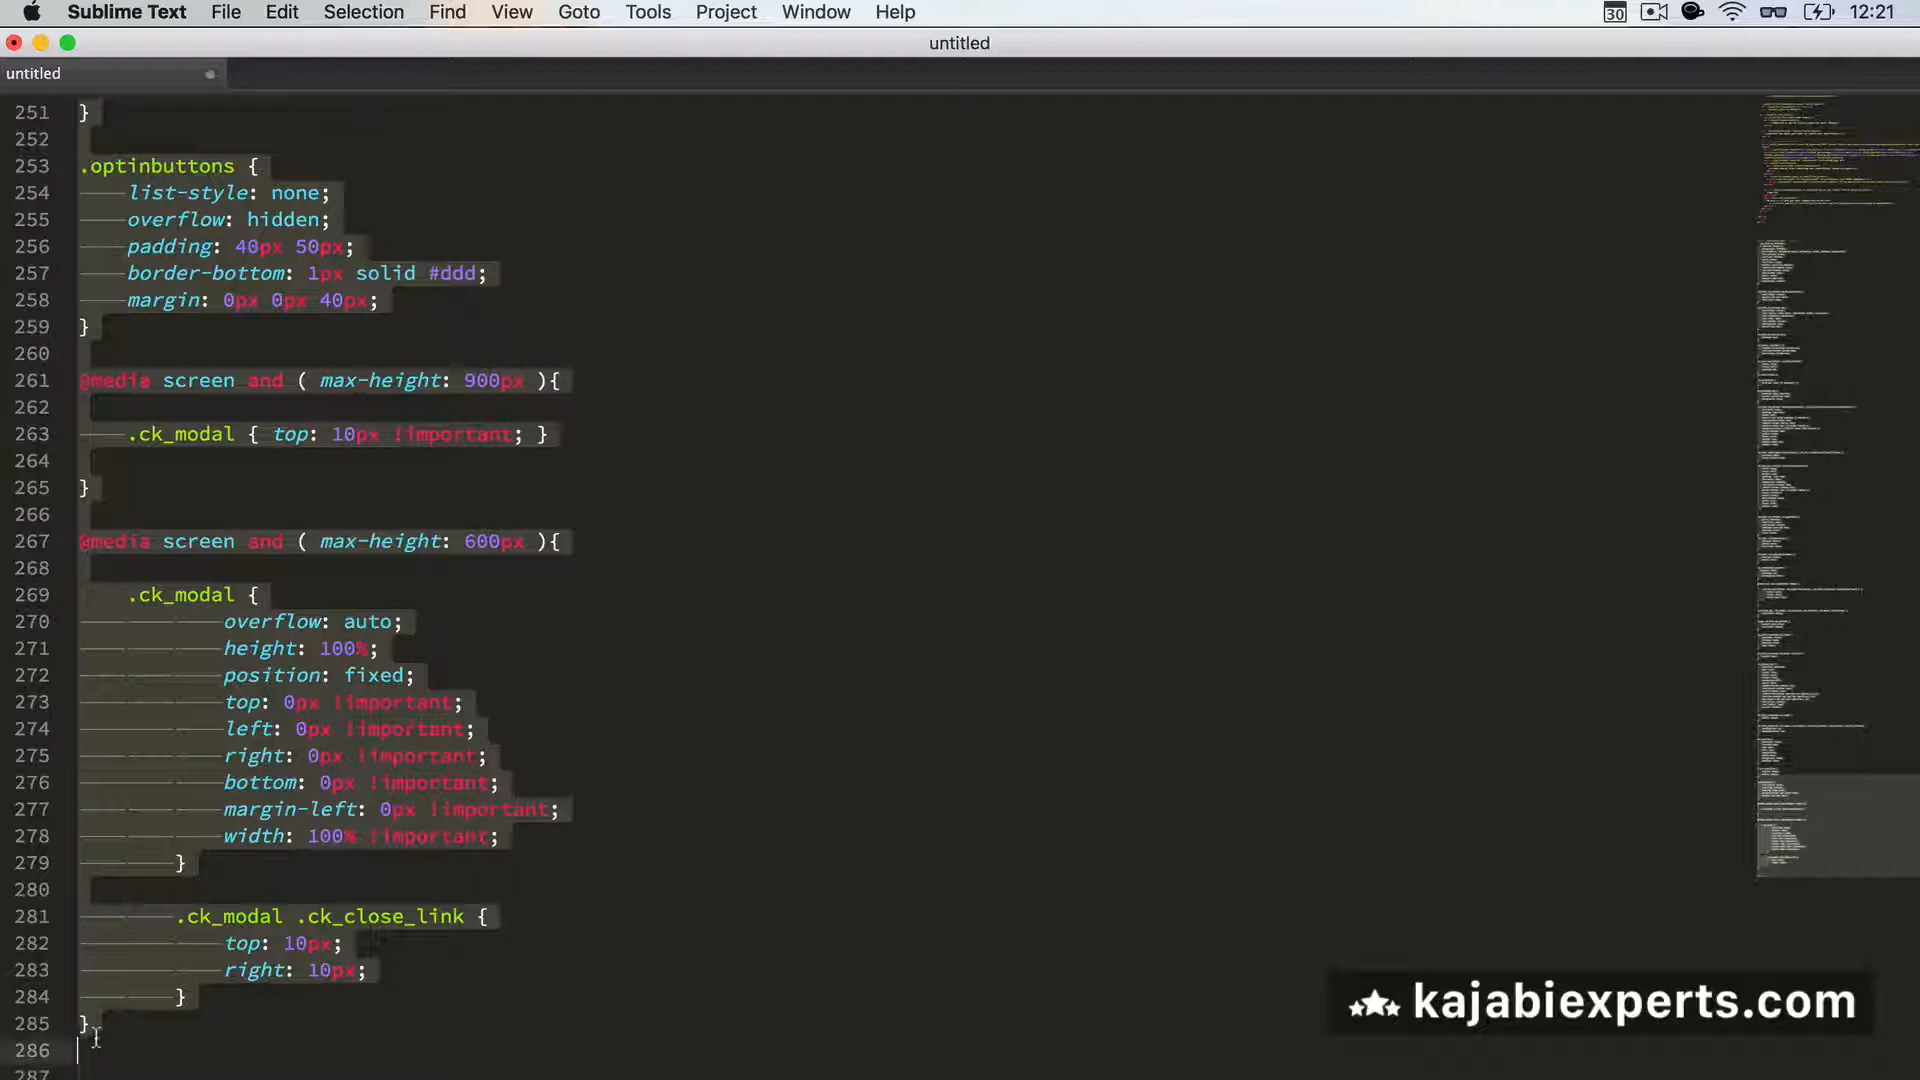 Sublime Text File Edit Selection Find View Goto Tools Project Window Help 30 12:21
untitled
untitled
251 }
252
253 .optinbuttons {
254 list-style: none;
255 overflow: hidden;
256 padding: 40px 50px;
257 border-bottom: 1px solid #ddd;
258 margin: 0px 0px 40px;
259 }
260
261 @media screen and ( max-height: 900px ){
262
263 .ck_modal { top: 10px !important; }
264
265 }
266
267 @media screen and ( max-height: 600px ){
268
269 .ck_modal {
270 overflow: auto;
271 height: 100%;
272 position: fixed;
273 top: 0px !important;
274 left: 0px !important;
275 right: 0px !important;
276 bottom: 0px !important;
277 margin-left: 0px !important;
278 width: 100% !important;
279 }
280
281 .ck_modal .ck_close_link {
282 top: 10px;
283 right: 10px;
284 }
285 }
286
287
kajabiexperts.com